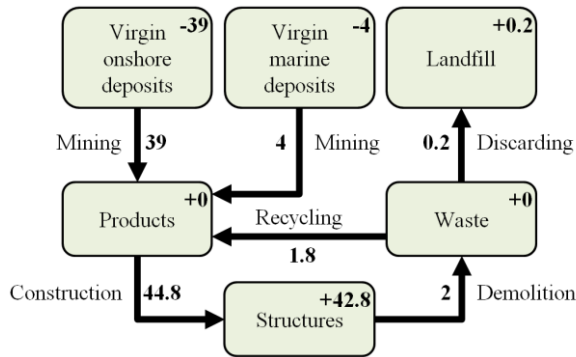 -39
Virgin
onshore
deposits
-4
Virgin
marine
deposits
+0.2
Landfill
Mining 39
4 Mining
0.2 Discarding
+0
Products
Recycling
1.8
+0
Waste
Construction 44.8
+42.8
Structures
2 Demolition